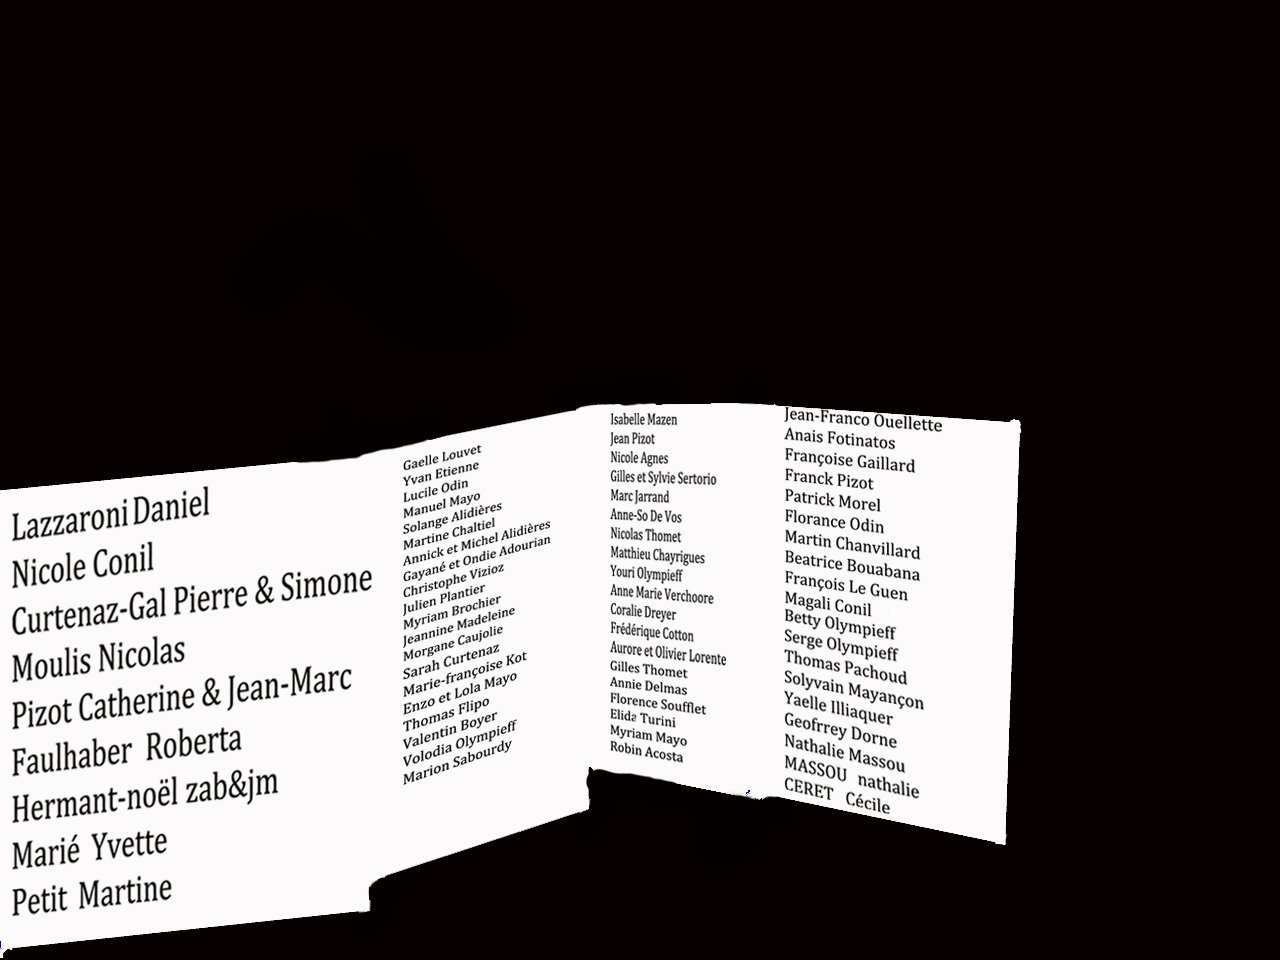 Lazzaroni Daniel
Nicole Conil
Curtenaz-Gal Pierre & Simone
Moulis Nicolas
Pizot Catherine & Jean-Marc
Faulhaber Roberta
Hermant-noël zab&jm
Marié Yvette
Petit Martine
Gaelle Louvet
Yvan Etienne
Lucile Odin
Manuel Mayo
Solange Alidières
Martine Chaltiel
Annick et Michel Alidières
Gayané et Ondie Adourian
Christophe Vizioz
Julien Plantier
Myriam Brochier
Jeannine Madeleine
Morgane Caujolie
Sarah Curtenaz
Marie-françoise Kot
Enzo et Lola Mayo
Thomas Flipo
Valentin Boyer
Volodia Olympieff
Marion Sabourdy
Isabelle Mazen
Jean Pizot
Nicole Agnes
Gilles et Sylvie Sertorio
Marc Jarrand
Anne-So De Vos
Nicolas Thomet
Matthieu Chayrigues
Youri Olympieff
Anne Marie Verchoore
Coralie Dreyer
Frédérique Cotton
Aurore et Olivier Lorente
Gilles Thomet
Annie Delmas
Florence Soufflet
Elida Turini
Myriam Mayo
Robin Acosta
Jean-Franco Ouellette
Anais Fotinatos
Françoise Gaillard
Franck Pizot
Patrick Morel
Florance Odin
Martin Chanvillard
Beatrice Bouabana
François Le Guen
Magali Conil
Betty Olympieff
Serge Olympieff
Thomas Pachoud
Solyvain Mayançon
Yaelle Illiaquer
Geofrrey Dorne
Nathalie Massou
MASSOU nathalie
CERET Cécile